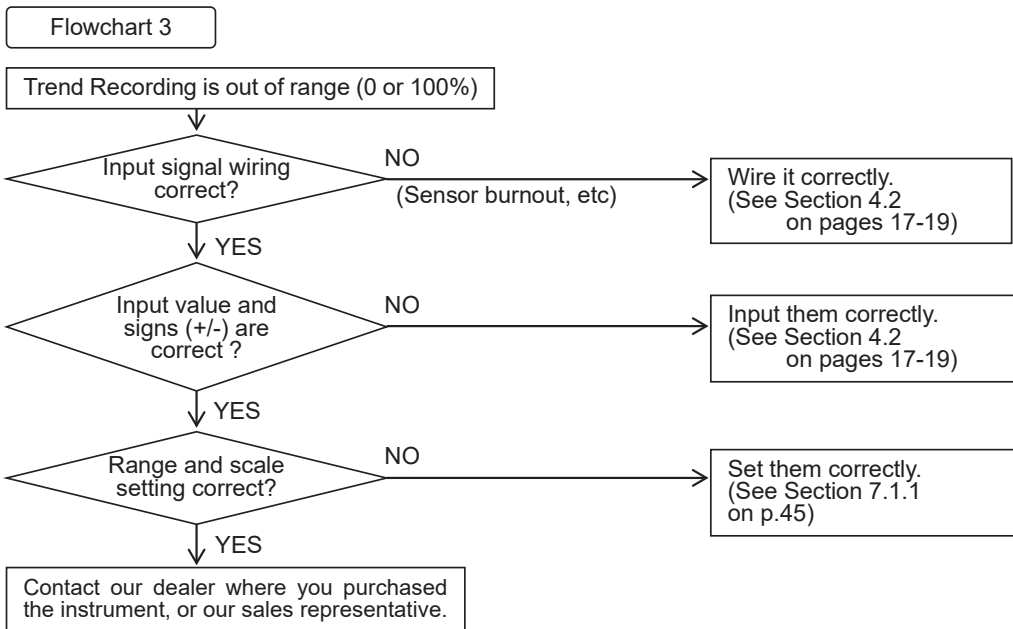 Flowchart 3
Trend Recording is out of range (0 or 100%)
Input signal wiring
correct?
NO
(Sensor burnout, etc)
Wire it correctly.
(See Section 4.2
on pages 17-19)
YES
Input value and
signs (+/-) are
correct ?
NO
Input them correctly.
(See Section 4.2
on pages 17-19)
YES
Range and scale
setting correct?
NO
Set them correctly.
(See Section 7.1.1
on p.45)
YES
Contact our dealer where you purchased
the instrument, or our sales representative.